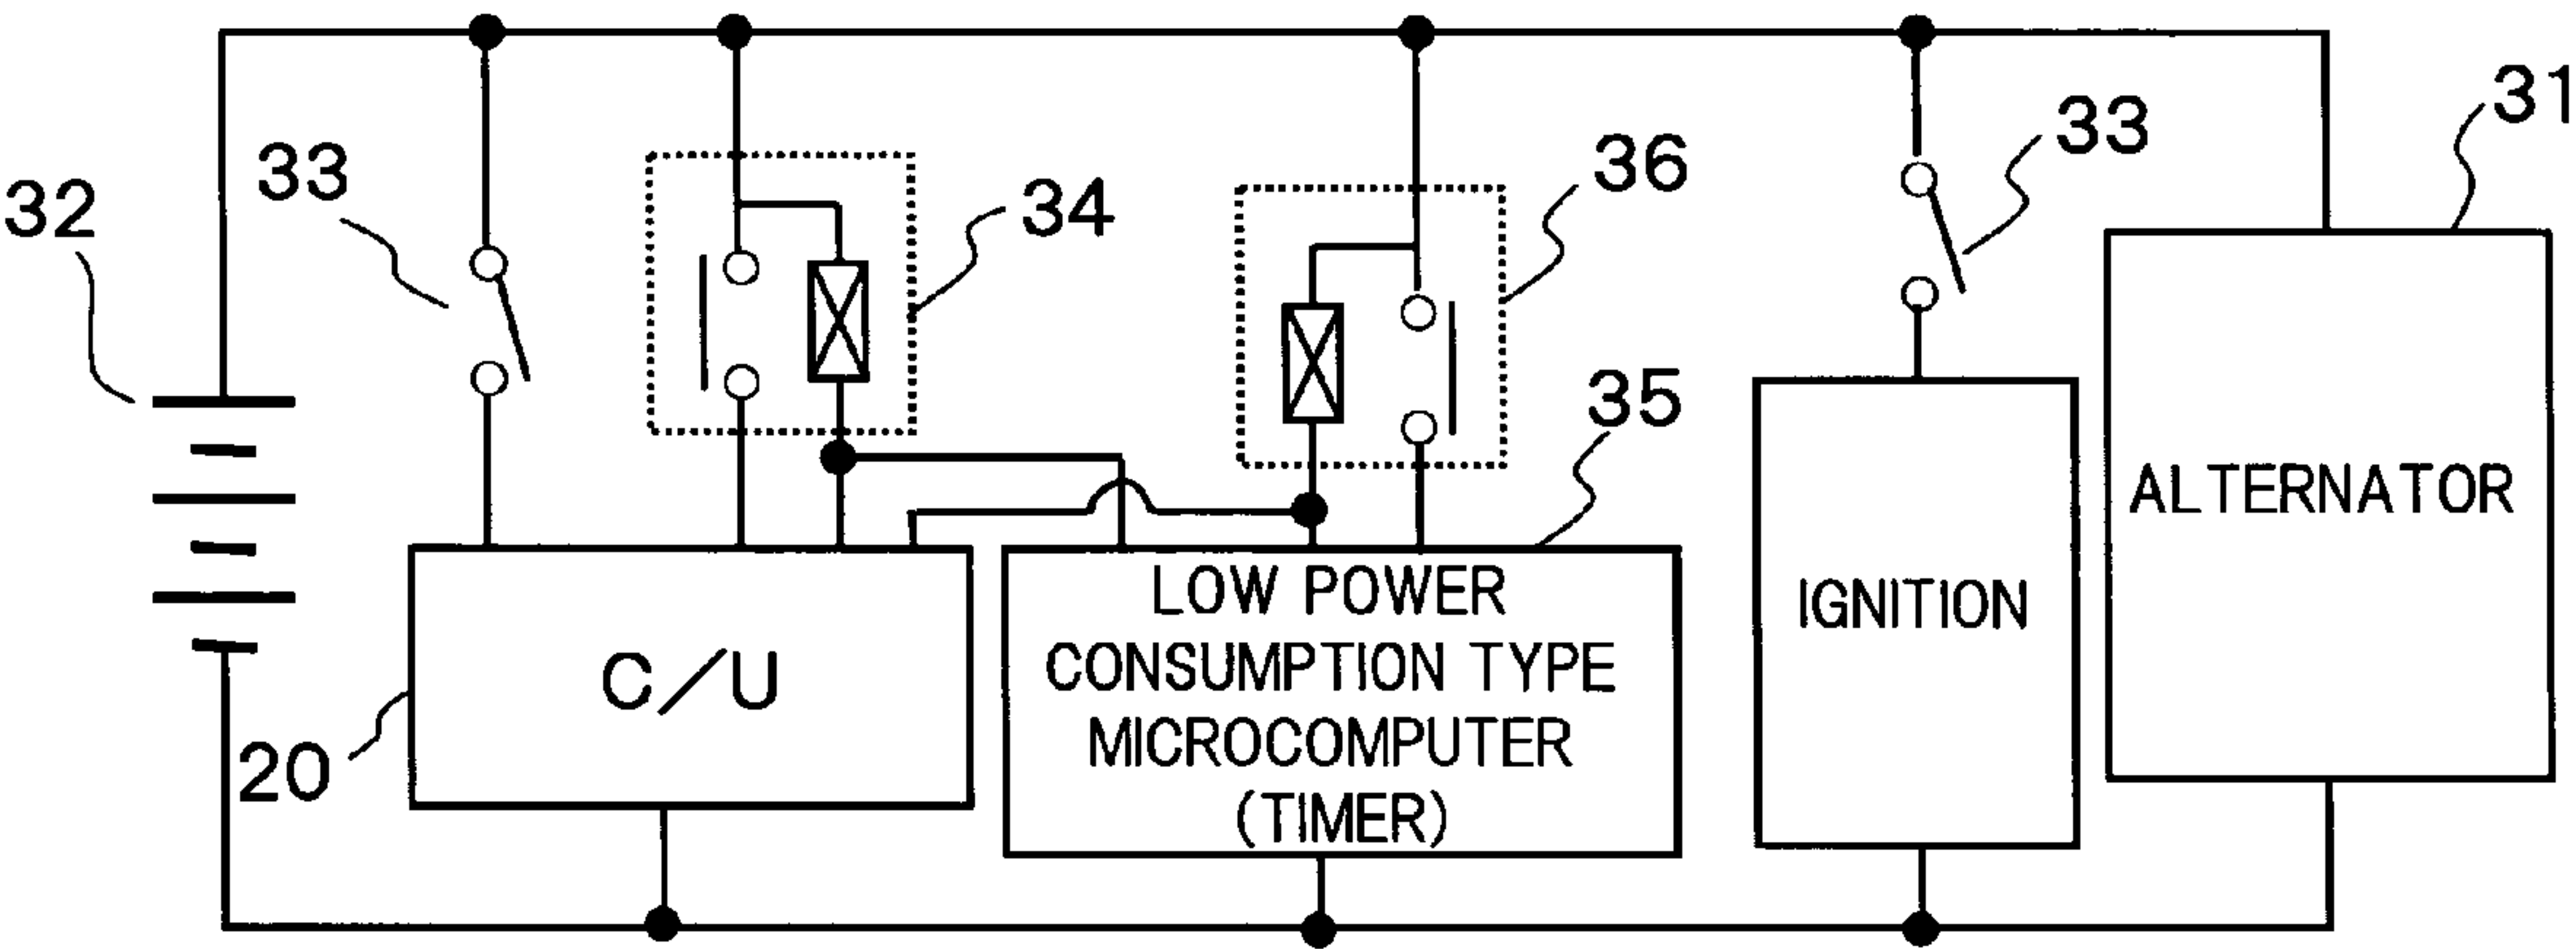 31
33
33
36
34
32
35
ALTERNATOR
LOW POWER
CONSUMPTION TYPE
MICROCOMPUTER
(TIMER)
IGNITION
C/U
20